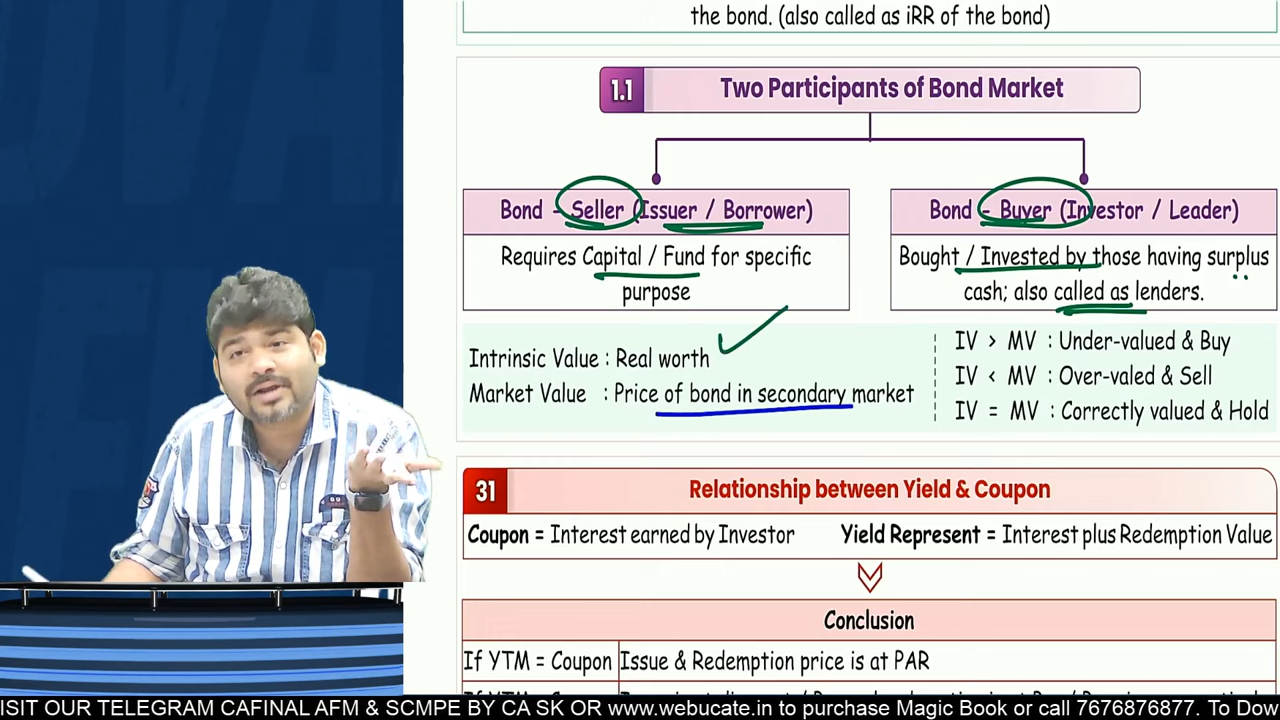 the bond. (also called as iRR of the bond)
1.1 Two Participants of Bond Market
Bond - Seller (Issuer / Borrower)
Requires Capital / Fund for specific
purpose
Bond - Buyer (Investor / Leader)
Bought / Invested by those having surplus
cash; also called as lenders.
Intrinsic Value : Real worth
Market Value : Price of bond in secondary market
IV > MV : Under-valued & Buy
IV < MV : Over-valed & Sell
IV = MV : Correctly valued & Hold
31 Relationship between Yield & Coupon
Coupon = Interest earned by Investor Yield Represent = Interest plus Redemption Value
Conclusion
If YTM = Coupon Issue & Redemption price is at PAR
ISIT OUR TELEGRAM CAFINAL AFM & SCMPE BY CA SK OR www.webucate.in to purchase Magic Book or call 7676876877. To Dow